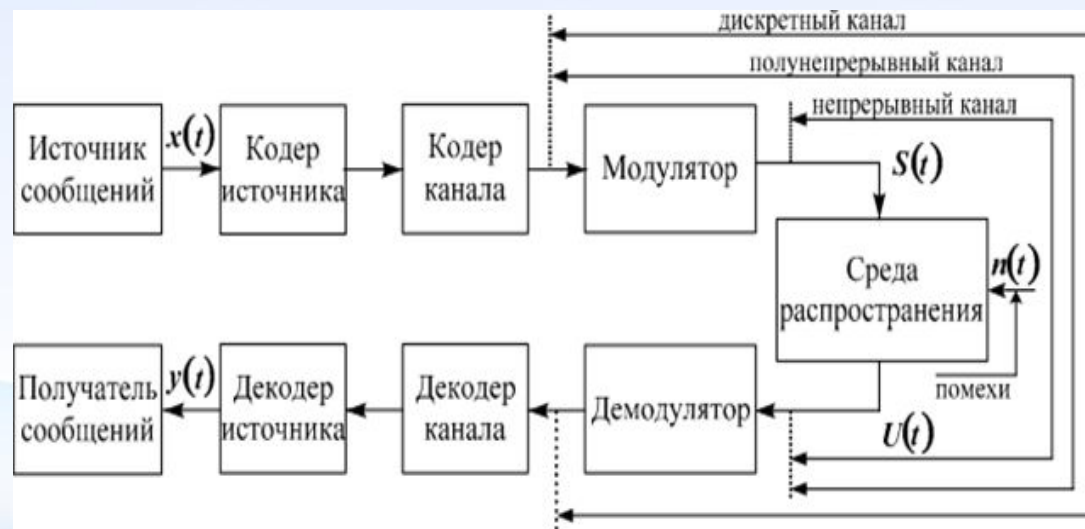 дискретный канал
полунепрерывный канал
непрерывный канал
Источник
сообщений
x(t)
Кодер
источника
Кодер
канала
Модулятор
S(t)
Среда
распространения
n(t)
помехи
Получатель
сообщений
y(t)
Декодер
источника
Декодер
канала
Демодулятор
U(t)